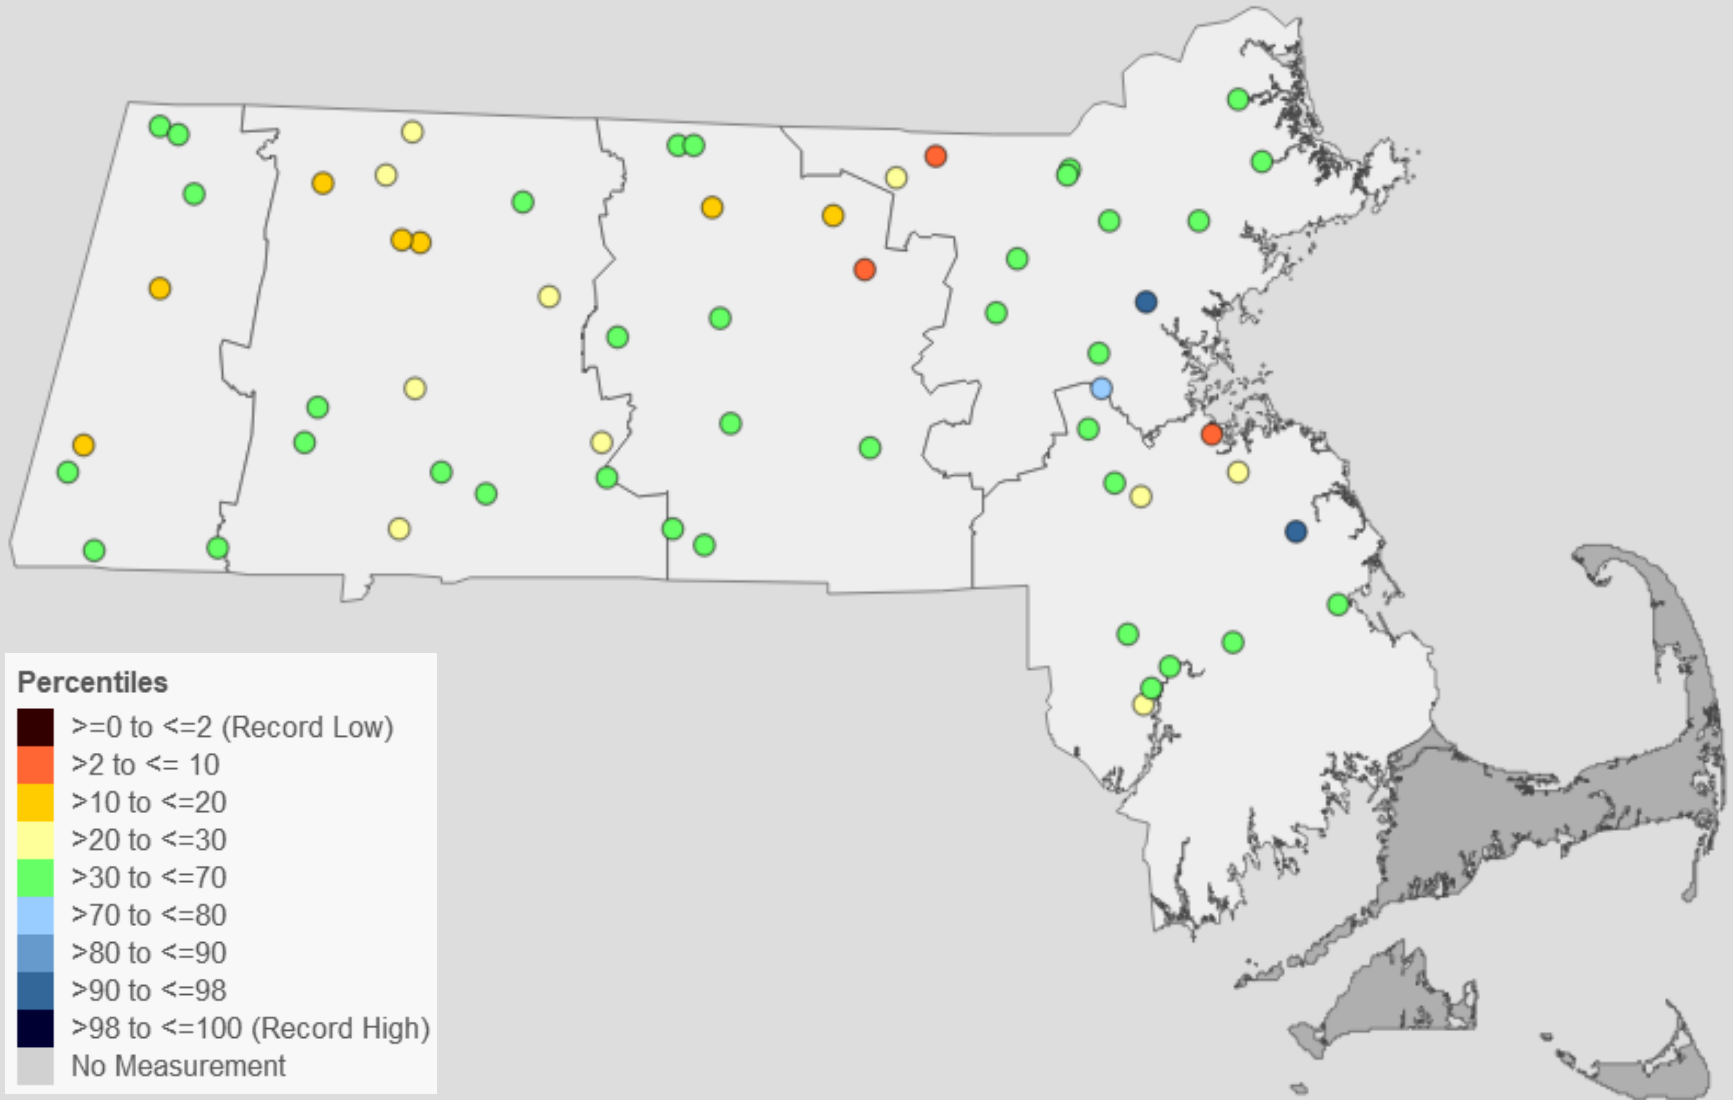 Percentiles
>=0 to <=2 (Record Low)
>2 to <= 10
>10 to <=20
>20 to <=30
>30 to <=70
>70 to <=80
>80 to <=90
>90 to <=98
>98 to <=100 (Record High)
No Measurement